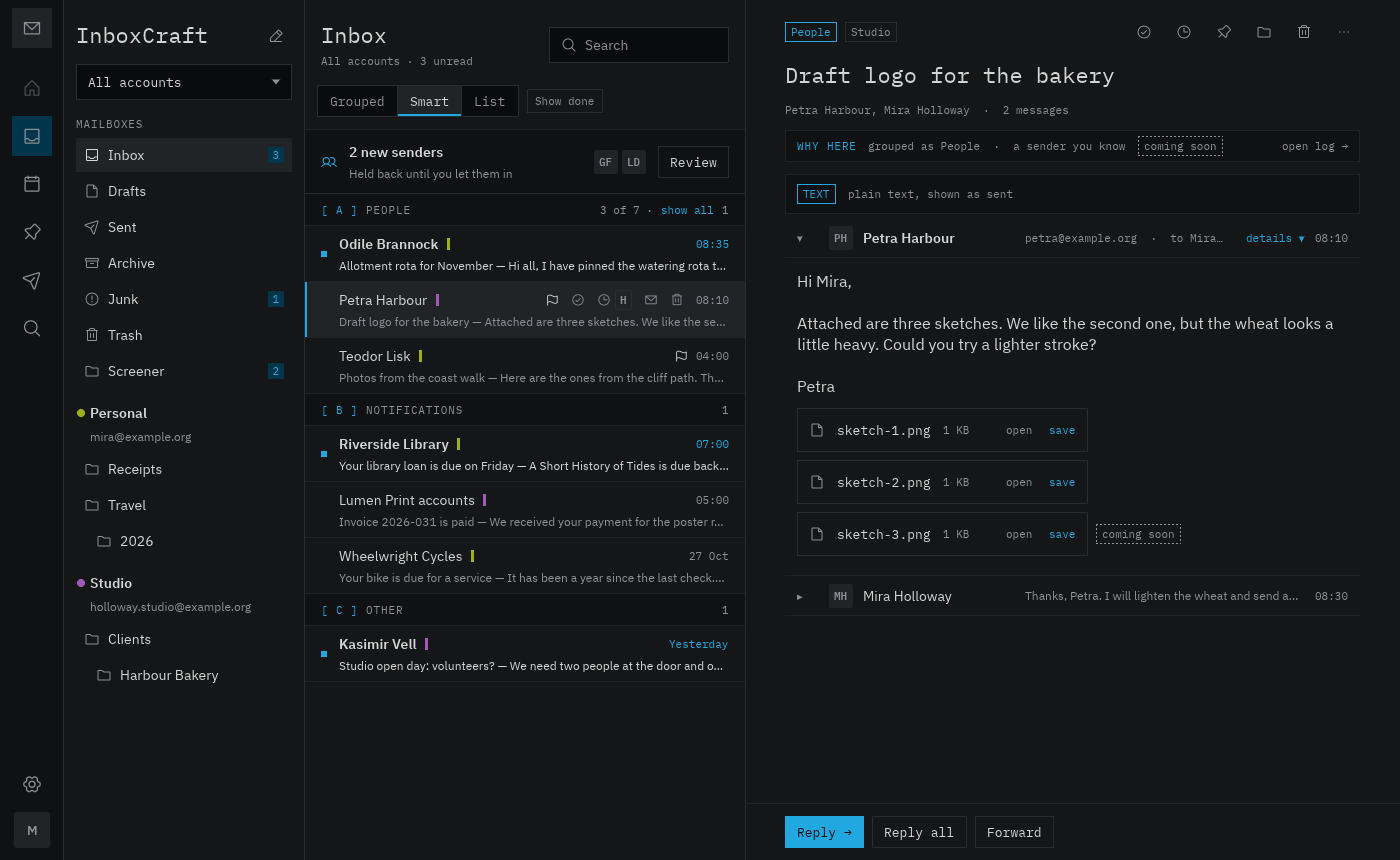 InboxCraft
All accounts
MAILBOXES
Inbox 3
Drafts
Sent
Archive
Junk 1
Trash
Screener 2
Personal
mira@example.org
Receipts
Travel
2026
Studio
holloway.studio@example.org
Clients
Harbour Bakery
M
Inbox
All accounts · 3 unread
Search
Grouped Smart List Show done
2 new senders
Held back until you let them in
GF LD Review
[ A ] PEOPLE 3 of 7 · show all 1
Odile Brannock 08:35
Allotment rota for November — Hi all, I have pinned the watering rota t…
Petra Harbour H 08:10
Draft logo for the bakery — Attached are three sketches. We like the se…
Teodor Lisk 04:00
Photos from the coast walk — Here are the ones from the cliff path. Th…
[ B ] NOTIFICATIONS 1
Riverside Library 07:00
Your library loan is due on Friday — A Short History of Tides is due back…
Lumen Print accounts 05:00
Invoice 2026-031 is paid — We received your payment for the poster r…
Wheelwright Cycles 27 Oct
Your bike is due for a service — It has been a year since the last check.…
[ C ] OTHER 1
Kasimir Vell Yesterday
Studio open day: volunteers? — We need two people at the door and o…
People Studio
Draft logo for the bakery
Petra Harbour, Mira Holloway · 2 messages
WHY HERE grouped as People · a sender you know coming soon open log →
TEXT plain text, shown as sent
▾ PH Petra Harbour petra@example.org · to Mira… details ▾ 08:10
Hi Mira,
Attached are three sketches. We like the second one, but the wheat looks a
little heavy. Could you try a lighter stroke?
Petra
sketch-1.png 1 KB open save
sketch-2.png 1 KB open save
sketch-3.png 1 KB open save coming soon
▸ MH Mira Holloway Thanks, Petra. I will lighten the wheat and send a… 08:30
Reply → Reply all Forward